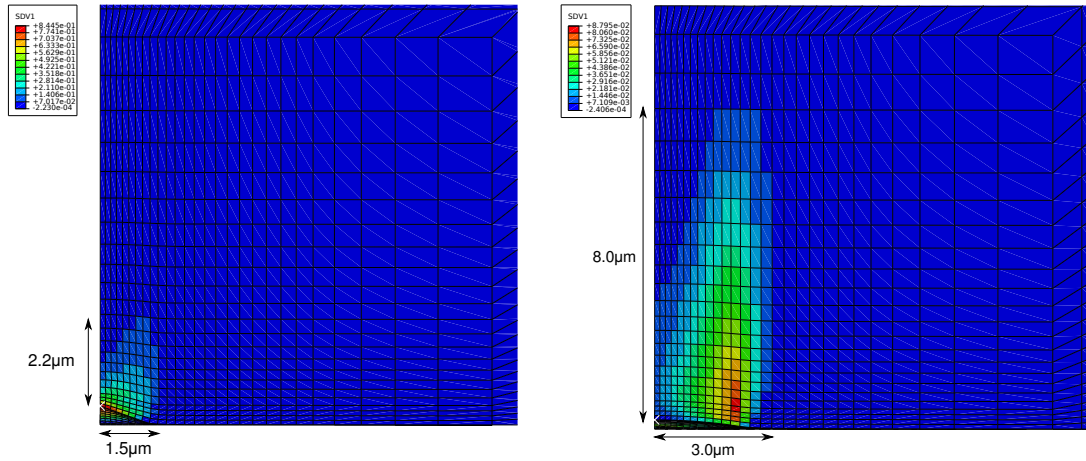 SDV1
+8.445e-01
+7.741e-01
+7.037e-01
+6.333e-01
+5.629e-01
+4.925e-01
+4.221e-01
+3.518e-01
+2.814e-01
+2.110e-01
+1.406e-01
+7.017e-02
-2.230e-04
2.2µm
1.5µm
SDV1
+8.795e-02
+8.060e-02
+7.325e-02
+6.590e-02
+5.856e-02
+5.121e-02
+4.386e-02
+3.651e-02
+2.916e-02
+2.181e-02
+1.446e-02
+7.109e-03
-2.406e-04
8.0µm
3.0µm